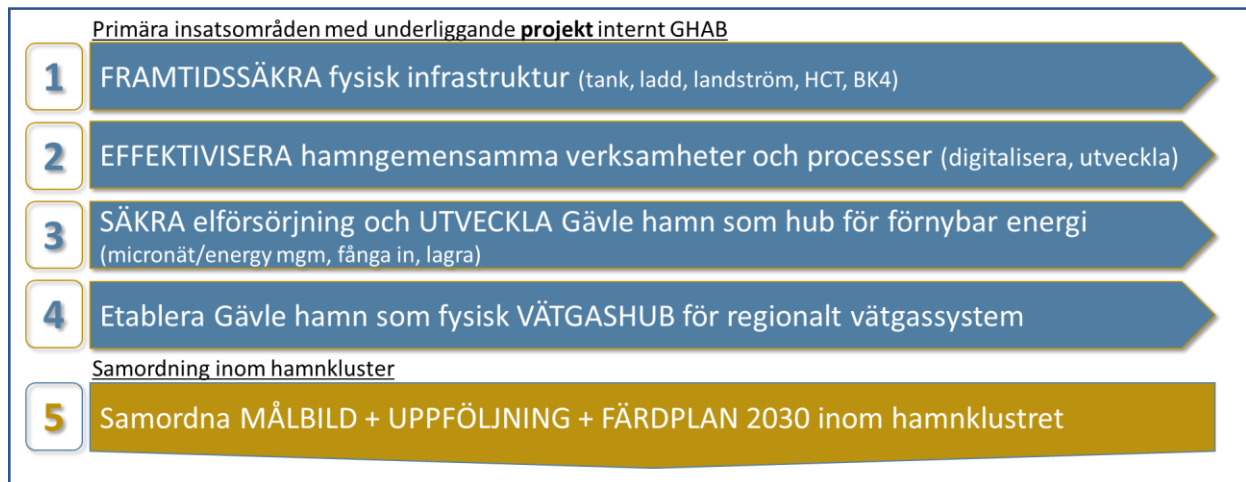 Primära insatsområden med underliggande projekt internt GHAB
1
FRAMTIDSSÄKRA fysisk infrastruktur (tank, ladd, landström, HCT, BK4)
2
EFFEKTIVISERA hamngemensamma verksamheter och processer (digitalisera, utveckla)
3
SÄKRA elförsörjning och UTVECKLA Gävle hamn som hub för förnybar energi
(micronät/energy mgm, fånga in, lagra)
4
Etablera Gävle hamn som fysisk VÄTGASHUB för regionalt vätgassystem
Samordning inom hamnkluster
5
Samordna MÅLBILD + UPPFÖLJNING + FÄRDPLAN 2030 inom hamnklustret